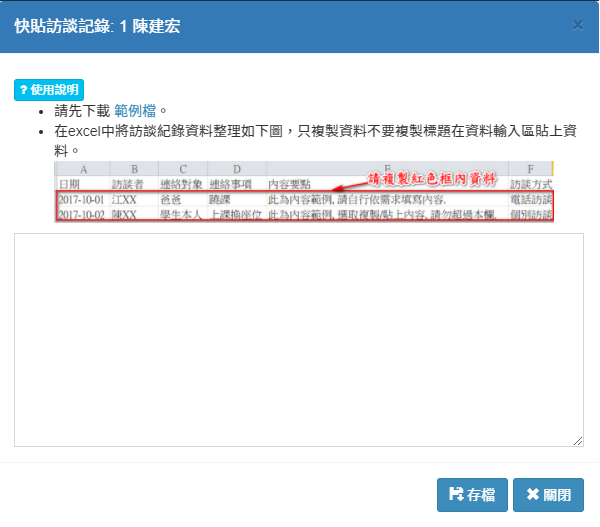 快貼訪談記錄: 1 陳建宏
×
? 使用說明
請先下載 範例檔。
在excel中將訪談紀錄資料整理如下圖，只複製資料不要複製標題在資料輸入區貼上資
料。
A B C D E F
日期 訪談者 連絡對象 連絡事項 內容要點 請複製紅色框內資料 訪談方式
2017-10-01 江XX 爸爸 蹺課 此為內容範例, 請自行依需求填寫內容. 電話訪談
2017-10-02 陳XX 學生本人 上課換座位 此為內容範例, 選取複製/貼上內容, 請勿超過本欄. 個別訪談
存檔 關閉